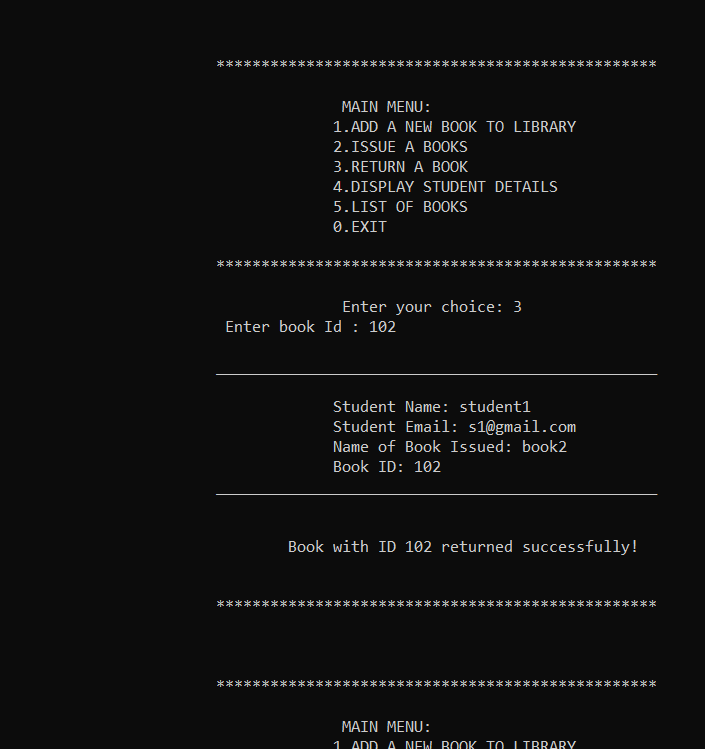 *************************************************
MAIN MENU:
1.ADD A NEW BOOK TO LIBRARY
2.ISSUE A BOOKS
3.RETURN A BOOK
4.DISPLAY STUDENT DETAILS
5.LIST OF BOOKS
0.EXIT
*************************************************
Enter your choice: 3
Enter book Id : 102
_________________________________________________
Student Name: student1
Student Email: s1@gmail.com
Name of Book Issued: book2
Book ID: 102
_________________________________________________
Book with ID 102 returned successfully!
*************************************************
*************************************************
MAIN MENU:
1.ADD A NEW BOOK TO LIBRARY